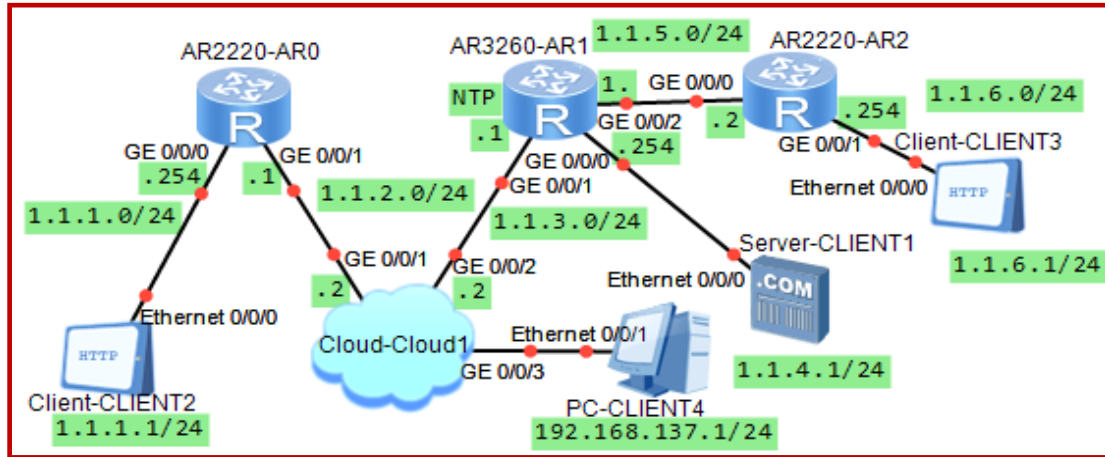 AR2220-AR0
AR3260-AR1
1.1.5.0/24
AR2220-AR2
NTP
1.
GE 0/0/0
.254
1.1.6.0/24
R
R
R
.1
GE 0/0/2
.2
GE 0/0/1
Client-CLIENT3
GE 0/0/0
GE 0/0/1
.254
.1
GE 0/0/0
.254
Ethernet 0/0/0
HTTP
1.1.2.0/24
GE 0/0/1
1.1.1.0/24
1.1.3.0/24
Server-CLIENT1
GE 0/0/1
GE 0/0/2
Ethernet 0/0/0
.COM
1.1.6.1/24
.2
.2
Ethernet 0/0/0
Cloud-Cloud1
Ethernet 0/0/1
HTTP
GE 0/0/3
1.1.4.1/24
Client-CLIENT2
PC-CLIENT4
1.1.1.1/24
192.168.137.1/24